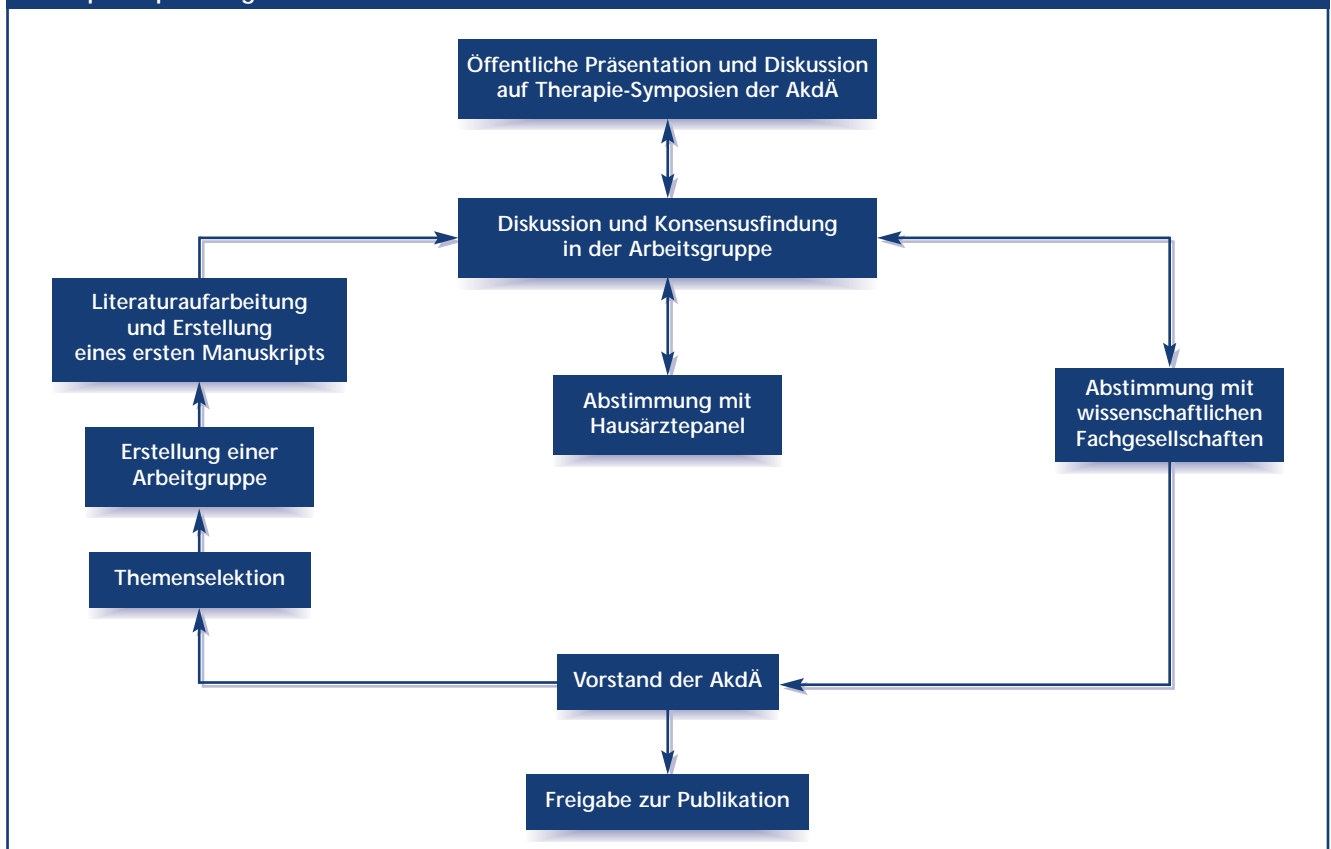 Öffentliche Präsentation und Diskussion
auf Therapie-Symposien der AkdÄ
Diskussion und Konsensusfindung
in der Arbeitsgruppe
Literaturaufarbeitung
und Erstellung
eines ersten Manuskripts
Abstimmung mit
Hausärztepanel
Abstimmung mit
wissenschaftlichen
Fachgesellschaften
Erstellung einer
Arbeitgruppe
Themenselektion
Vorstand der AkdÄ
Freigabe zur Publikation